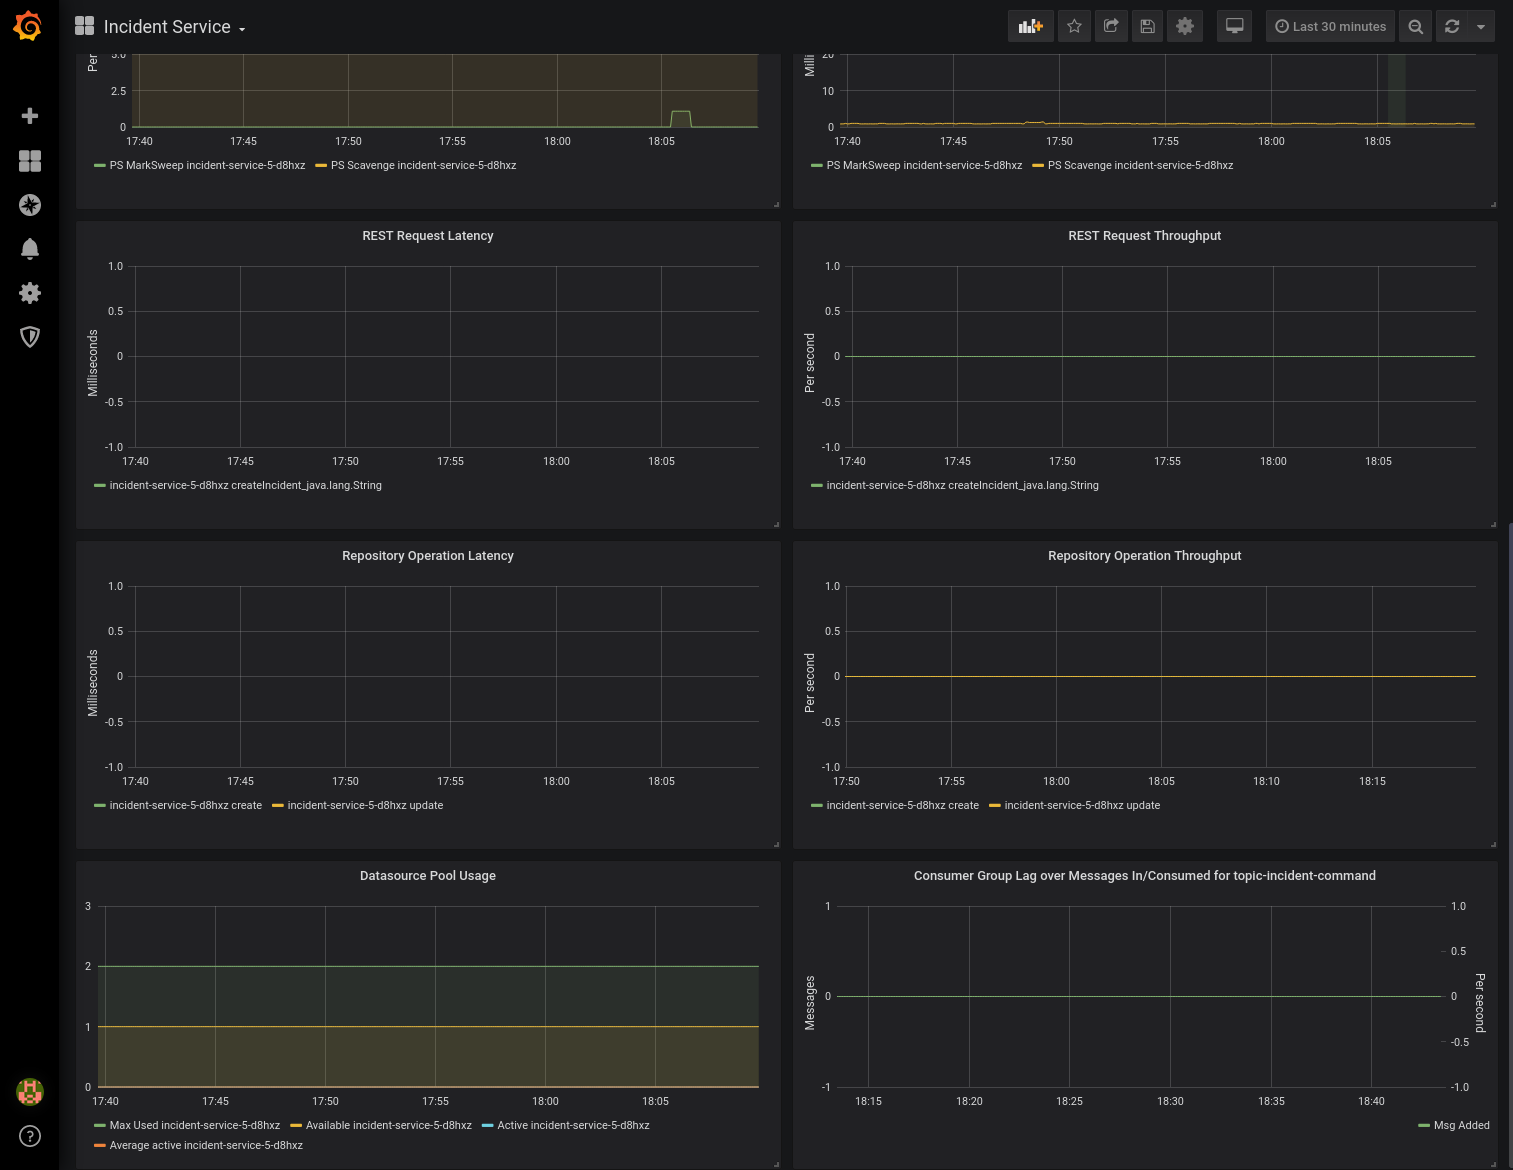 Incident Service
Last 30 minutes
Per
5.0
2.5
0
17:40 17:45 17:50 17:55 18:00 18:05
PS MarkSweep incident-service-5-d8hxz PS Scavenge incident-service-5-d8hxz
Milli
20
10
0
17:40 17:45 17:50 17:55 18:00 18:05
PS MarkSweep incident-service-5-d8hxz PS Scavenge incident-service-5-d8hxz
REST Request Latency
Milliseconds
1.0
0.5
0
-0.5
-1.0
17:40 17:45 17:50 17:55 18:00 18:05
incident-service-5-d8hxz createIncident_java.lang.String
REST Request Throughput
Per second
1.0
0.5
0
-0.5
-1.0
17:40 17:45 17:50 17:55 18:00 18:05
incident-service-5-d8hxz createIncident_java.lang.String
Repository Operation Latency
Milliseconds
1.0
0.5
0
-0.5
-1.0
17:40 17:45 17:50 17:55 18:00 18:05
incident-service-5-d8hxz create incident-service-5-d8hxz update
Repository Operation Throughput
Per second
1.0
0.5
0
-0.5
-1.0
17:50 17:55 18:00 18:05 18:10 18:15
incident-service-5-d8hxz create incident-service-5-d8hxz update
Datasource Pool Usage
3
2
1
0
17:40 17:45 17:50 17:55 18:00 18:05
Max Used incident-service-5-d8hxz Available incident-service-5-d8hxz Active incident-service-5-d8hxz
Average active incident-service-5-d8hxz
Consumer Group Lag over Messages In/Consumed for topic-incident-command
Messages
1
0
-1
1.0
0.5
0
-0.5
-1.0
Per second
18:15 18:20 18:25 18:30 18:35 18:40
Msg Added